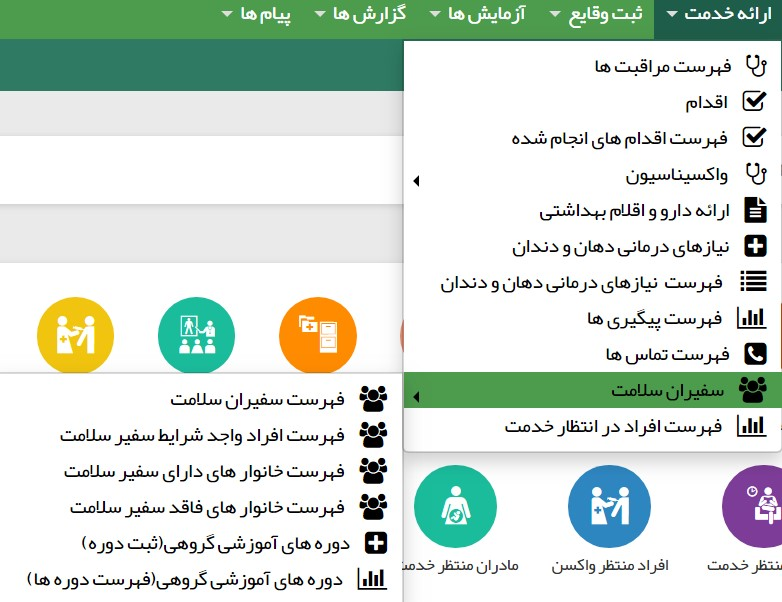 ارائه خدمت
ثبت وقایع
آزمایش ها
گزارش ها
پیام ها
فهرست مراقبت ها
اقدام
فهرست اقدام های انجام شده
واکسیناسیون
ارائه دارو و اقلام بهداشتی
نیازهای درمانی دهان و دندان
فهرست نیازهای درمانی دهان و دندان
فهرست پیگیری ها
فهرست تماس ها
سفیران سلامت
فهرست افراد در انتظار خدمت
فهرست سفیران سلامت
فهرست افراد واجد شرایط سفیر سلامت
فهرست خانوار های دارای سفیر سلامت
فهرست خانوار های فاقد سفیر سلامت
دوره های آموزشی گروهی(ثبت دوره)
دوره های آموزشی گروهی(فهرست دوره ها)
منتظر خدمت
افراد منتظر واکسن
مادران منتظر خدمت